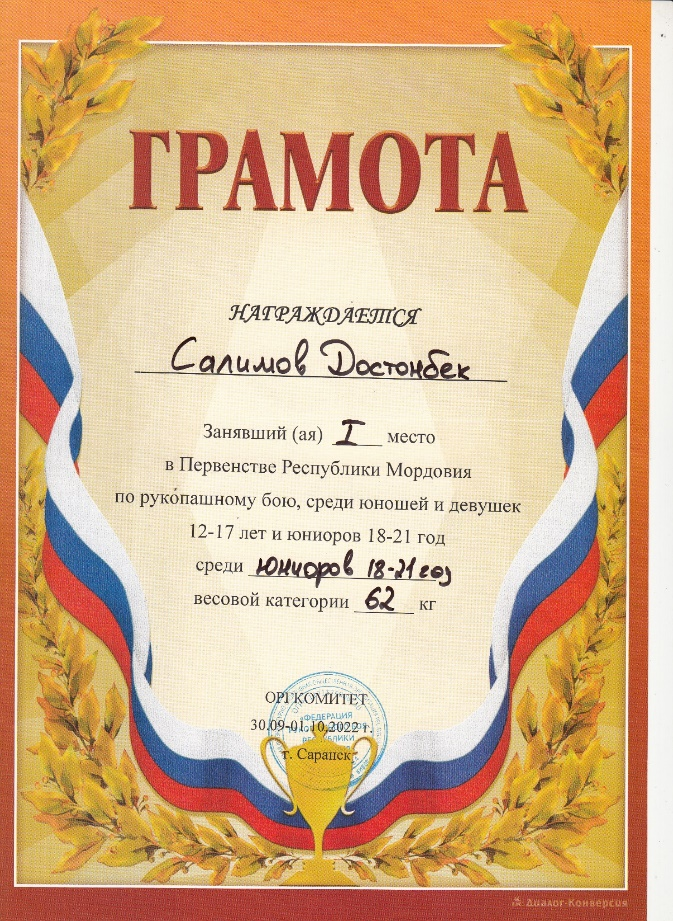 ГРАМОТА
НАГРАЖДАЕТСЯ
Салимов Достонбек
Занявший (ая) I место
в Первенстве Республики Мордовия
по рукопашному бою, среди юношей и девушек
12-17 лет и юниоров 18-21 год
среди юниоров 18-21 год
весовой категории 62 кг
ОРГКОМИТЕТ
«ФЕДЕРАЦИЯ
30.09-01.10.2022 г.
г. Саранск
Диалог-Конверсия